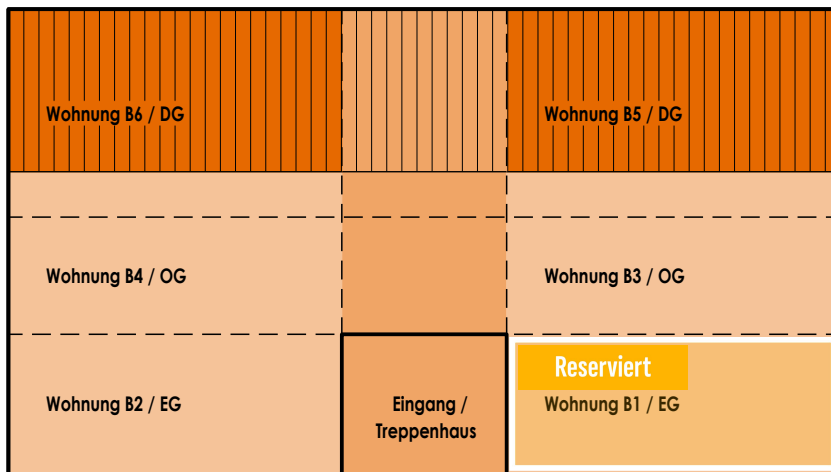 Wohnung B6 / DG
Wohnung B5 / DG
Wohnung B4 / OG
Wohnung B3 / OG
Reserviert
Wohnung B2 / EG
Eingang /
Treppenhaus
Wohnung B1 / EG